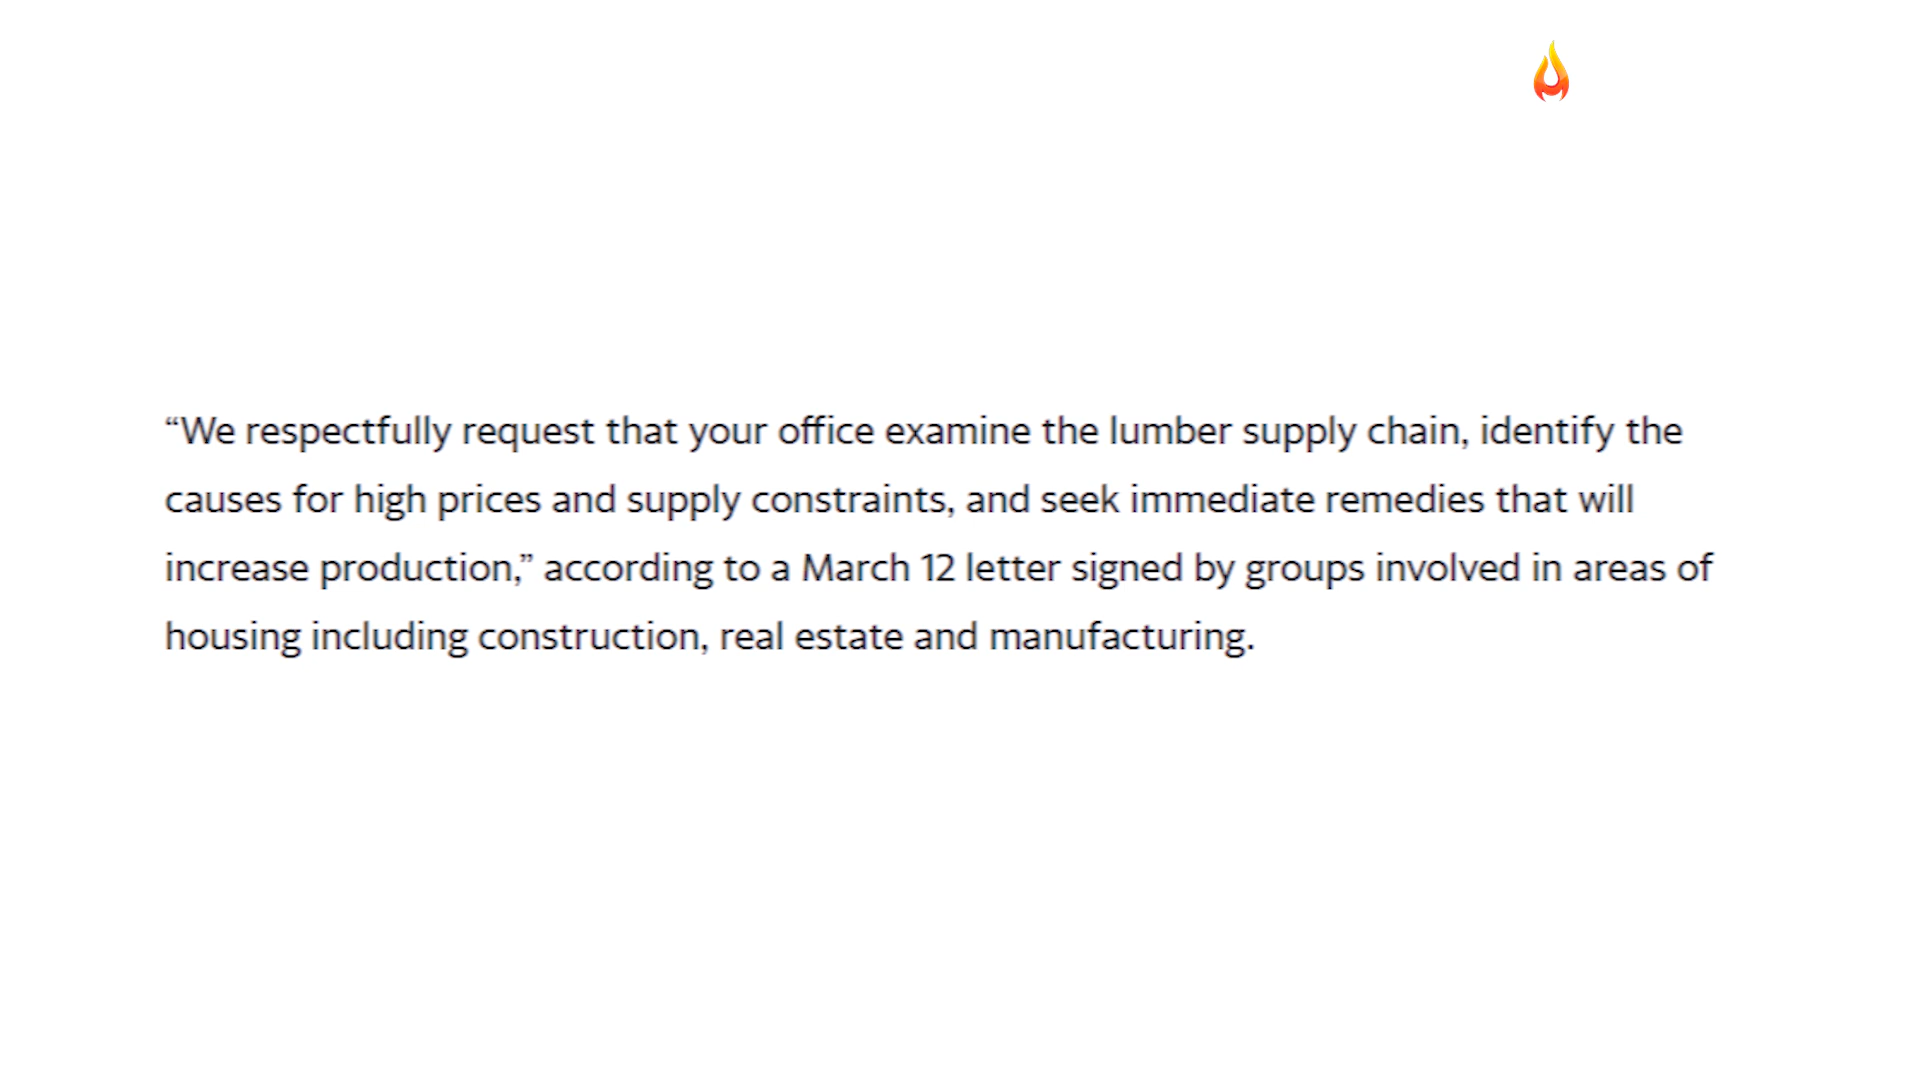 “We respectfully request that your office examine the lumber supply chain, identify the
causes for high prices and supply constraints, and seek immediate remedies that will
increase production,” according to a March 12 letter signed by groups involved in areas of
housing including construction, real estate and manufacturing.